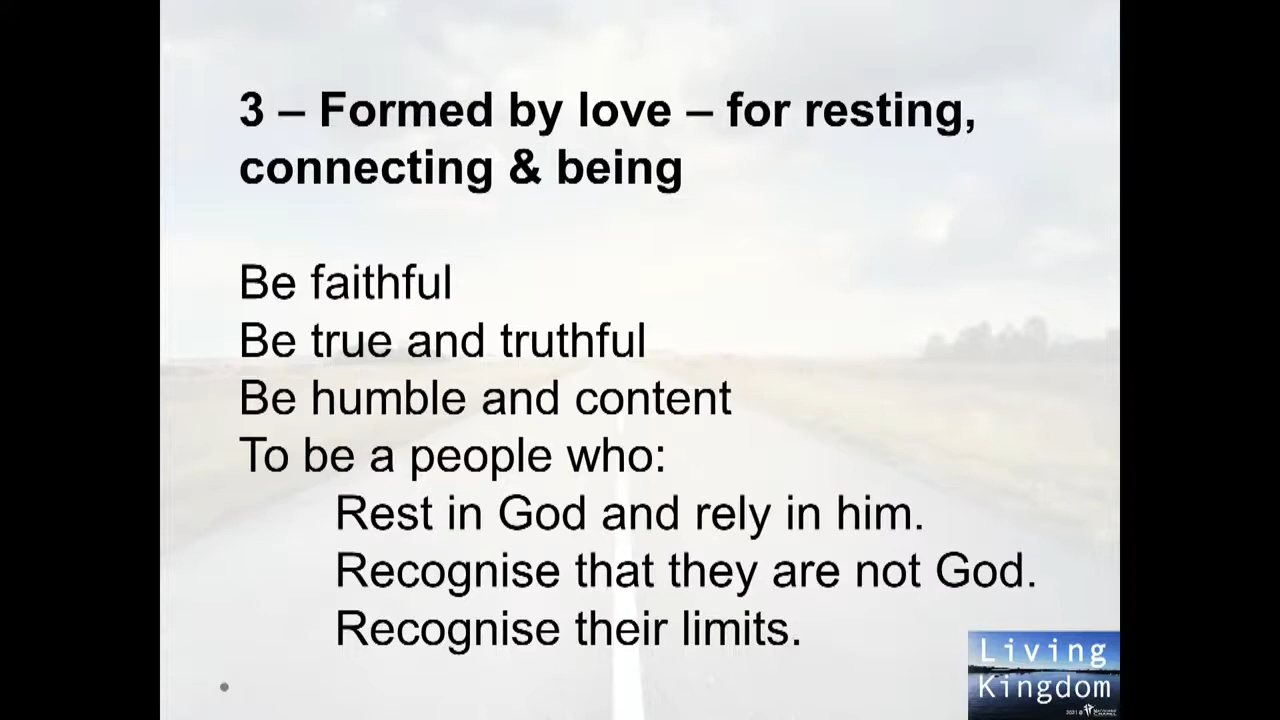 3 – Formed by love – for resting,
connecting & being
Be faithful
Be true and truthful
Be humble and content
To be a people who:
Rest in God and rely in him.
Recognise that they are not God.
Recognise their limits.
Living
Kingdom
2021 @
CHAPEL